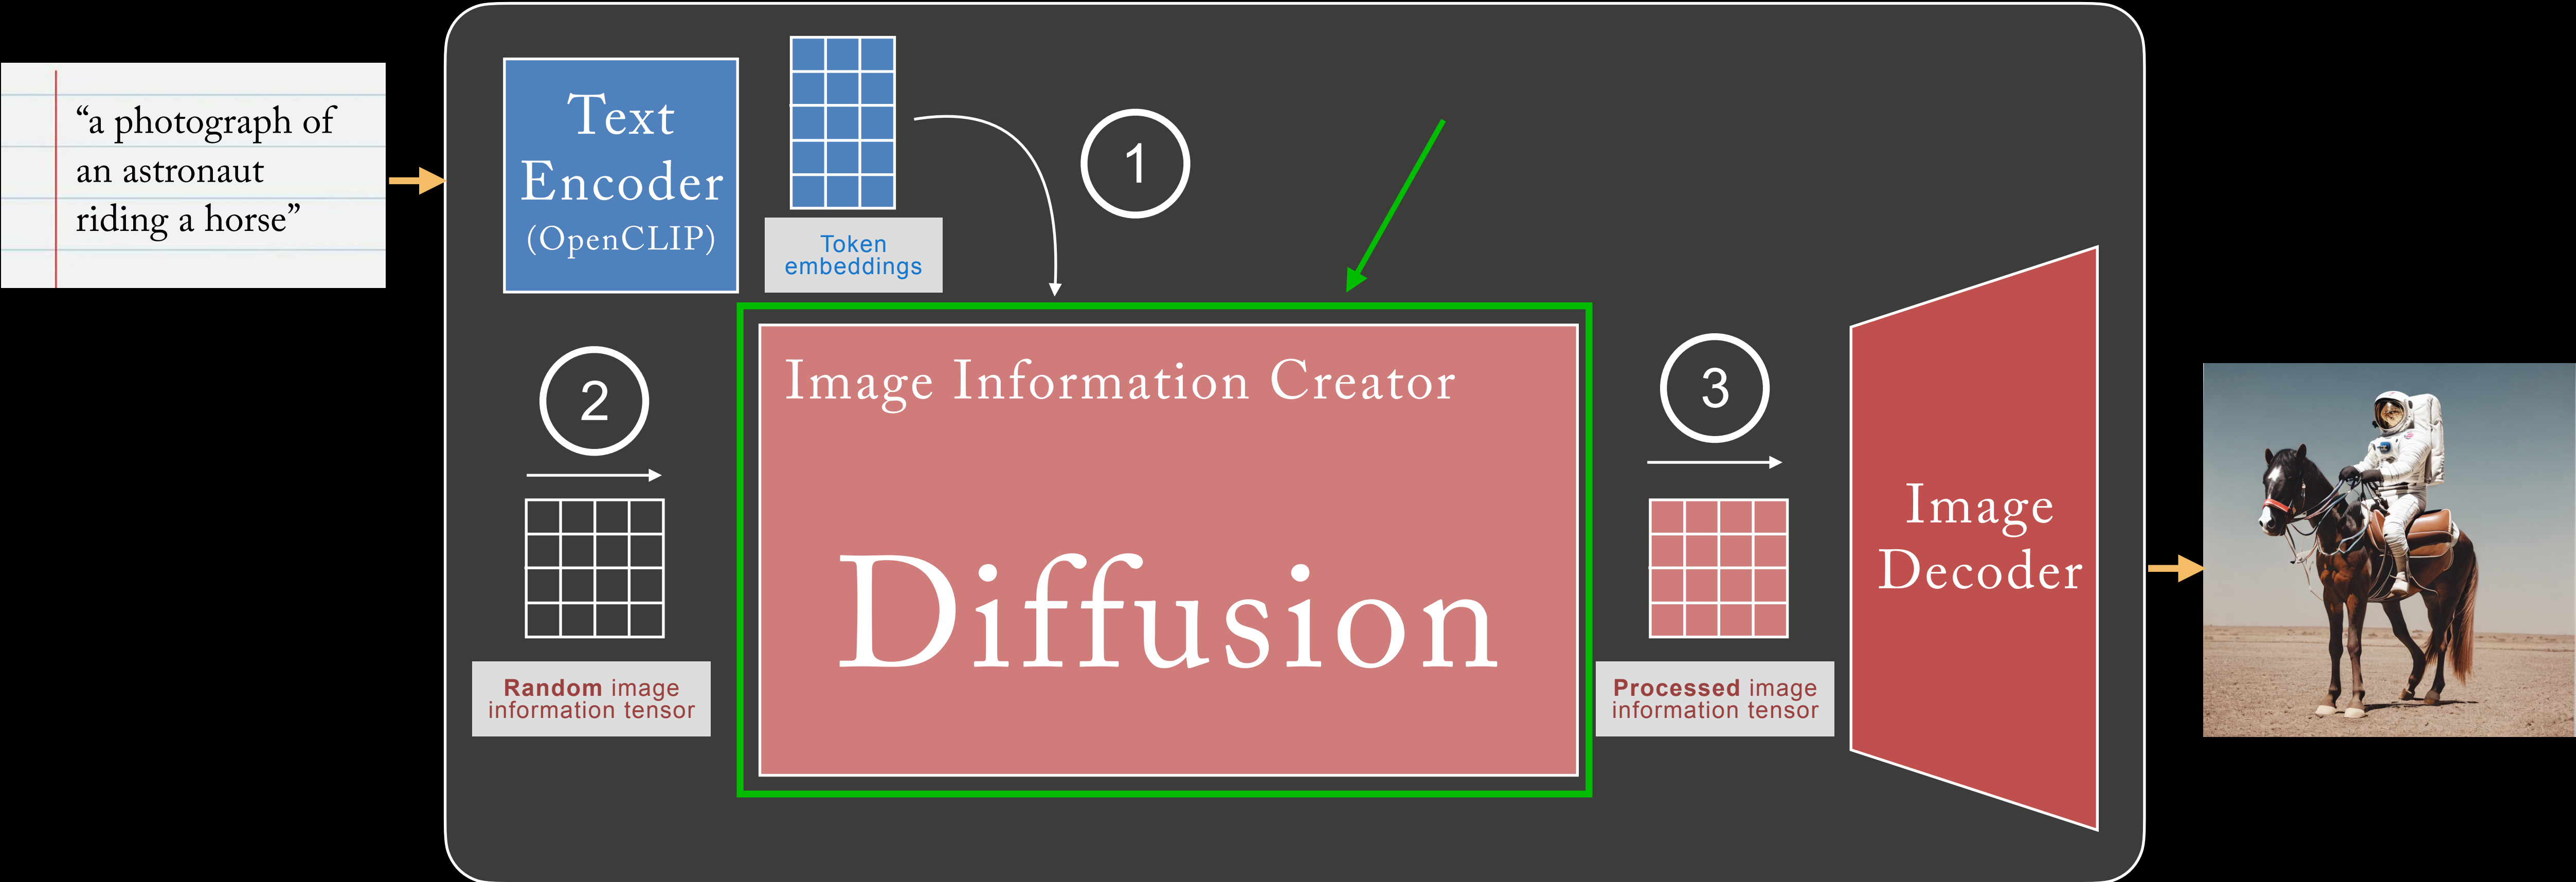 “a photograph of
an astronaut
riding a horse”
Text
Encoder
(OpenCLIP)
Token
embeddings
1
2
Random image
information tensor
Image Information Creator
Diffusion
3
Processed image
information tensor
Image
Decoder